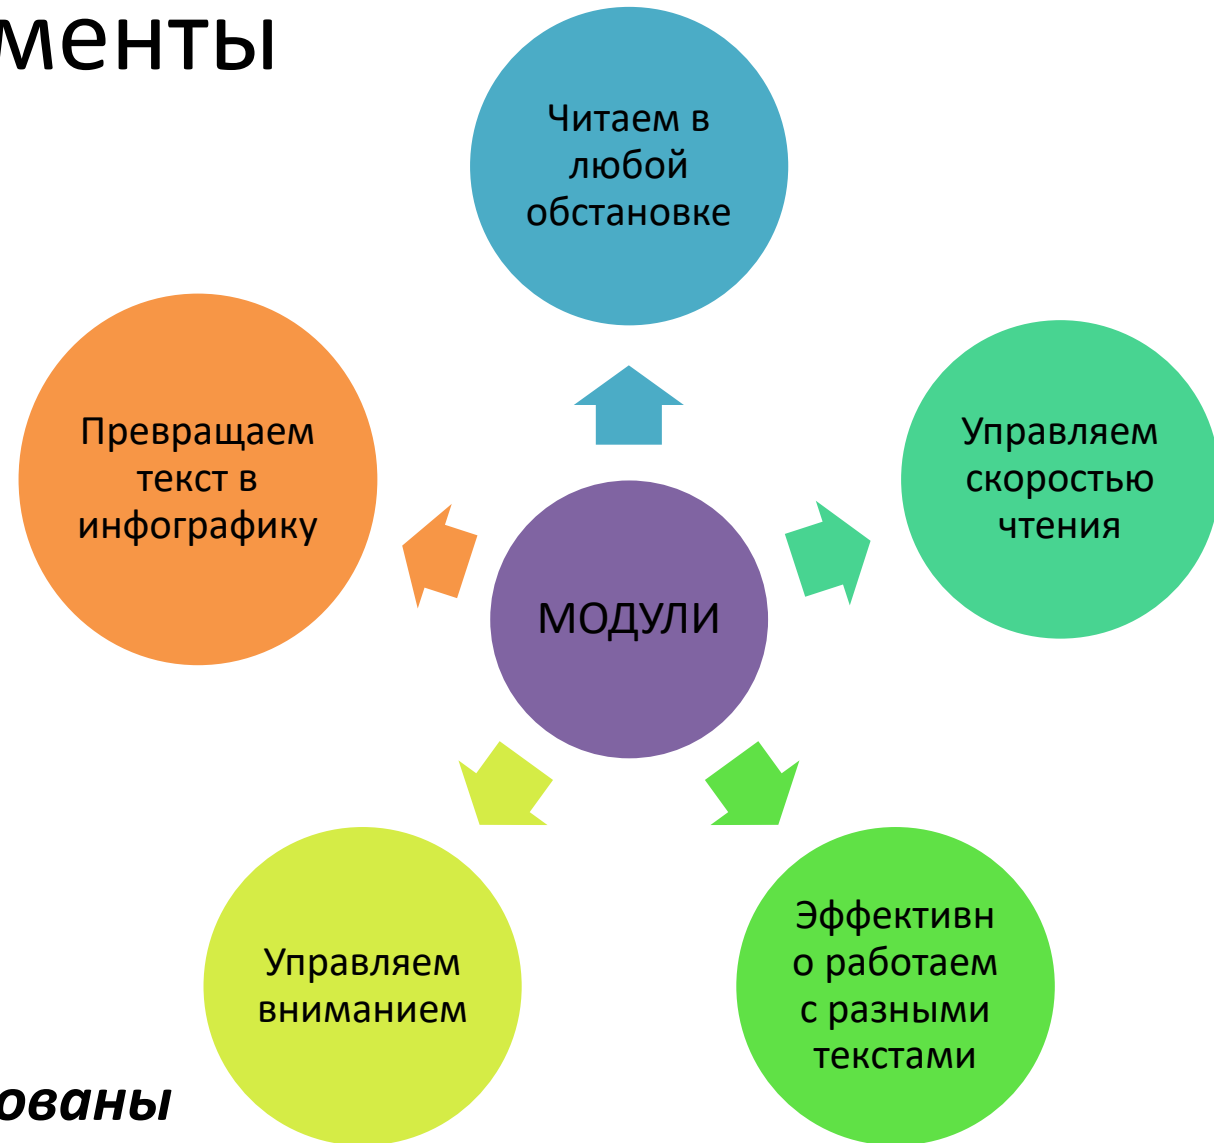 менты
Читаем в
любой
обстановке
Превращаем
текст в
инфографику
Управляем
скоростью
чтения
МОДУЛИ
Управляем
вниманием
Эффективн
о работаем
с разными
текстами
ованы